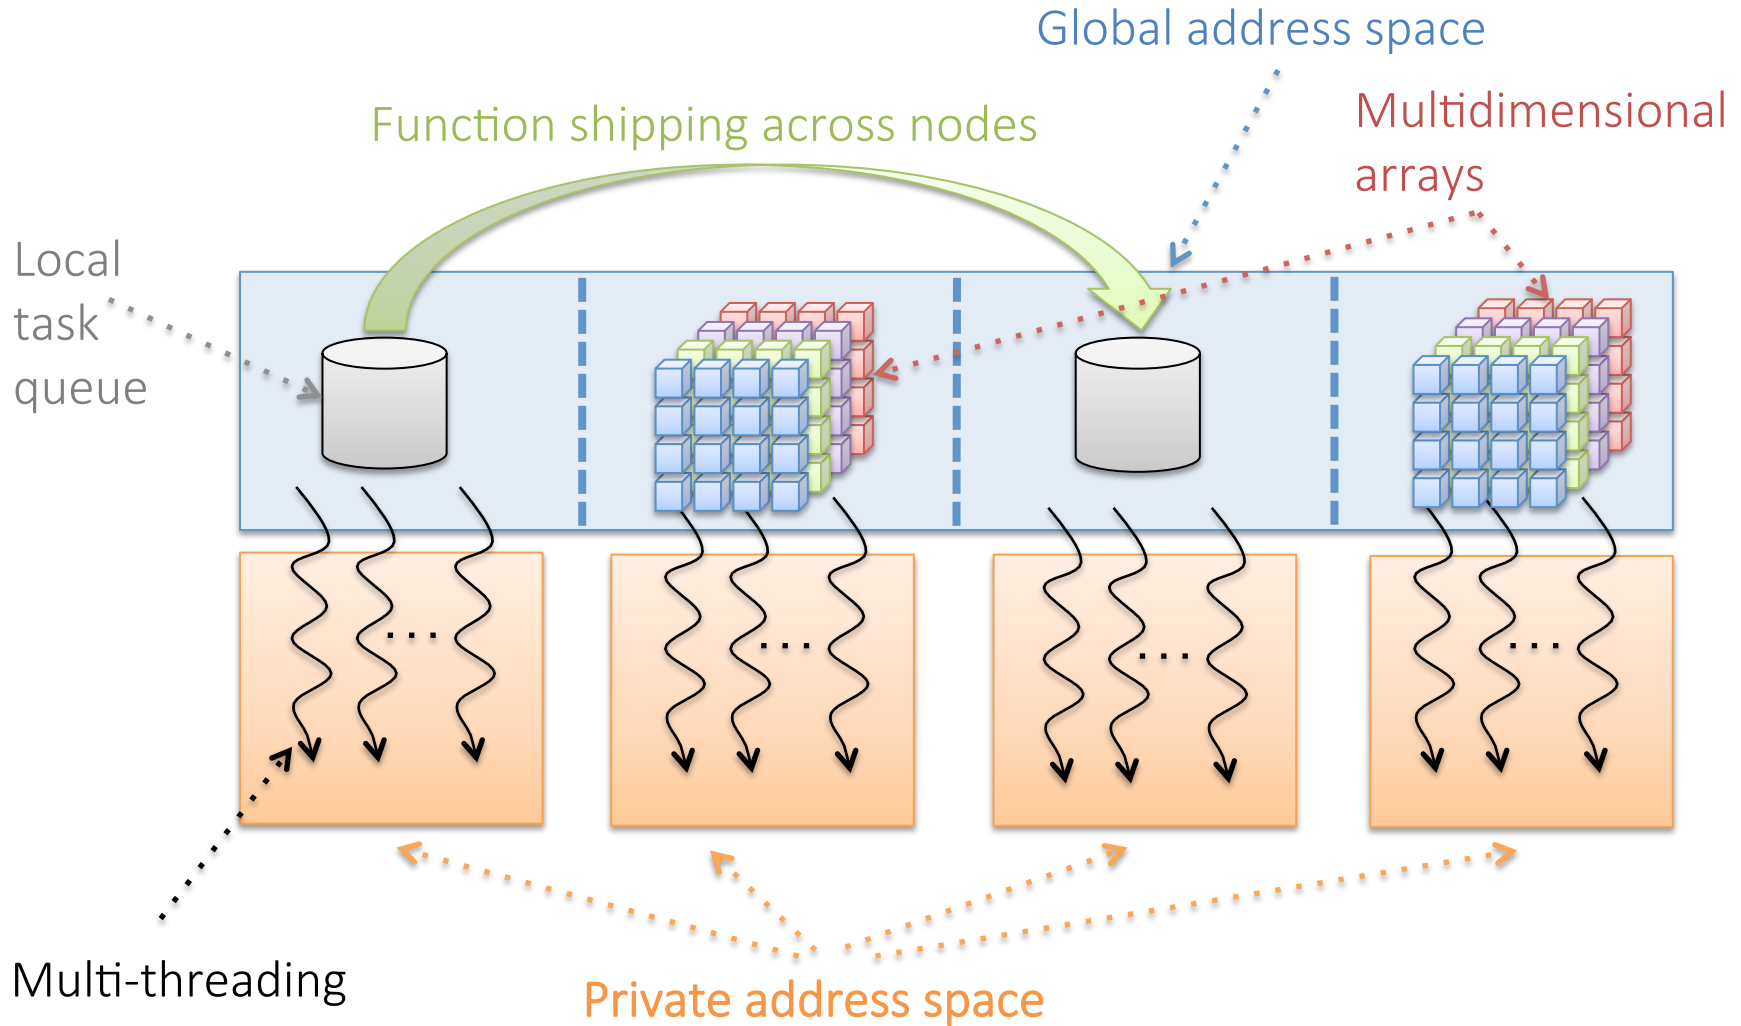 Global address space
Function shipping across nodes
Multidimensional
arrays
Local
task
queue
. . .
. . .
. . .
. . .
Multi-threading
Private address space